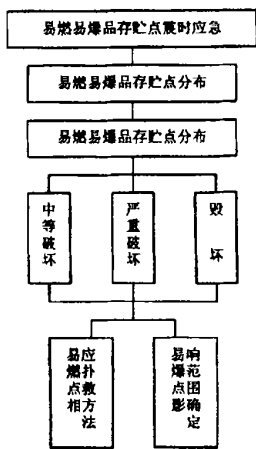 易燃易爆品存贮点震时应急
易燃易爆品存贮点分布
易燃易爆品存贮点分布
中等破坏
严重破坏
毁 坏
易燃点相
应扑救方法
易爆点影
响范围确定